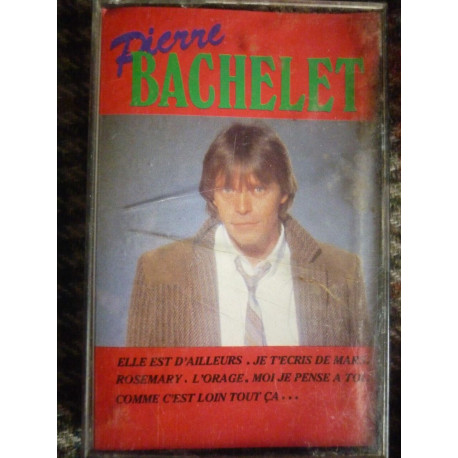 Pierre
BACHELET
ELLE EST D'AILLEURS. JE T'ECRIS DE
ROSEMARY. L'ORAGE. MOI JE PENSE A TOI.
COMME C'EST LOIN TOUT ÇA...